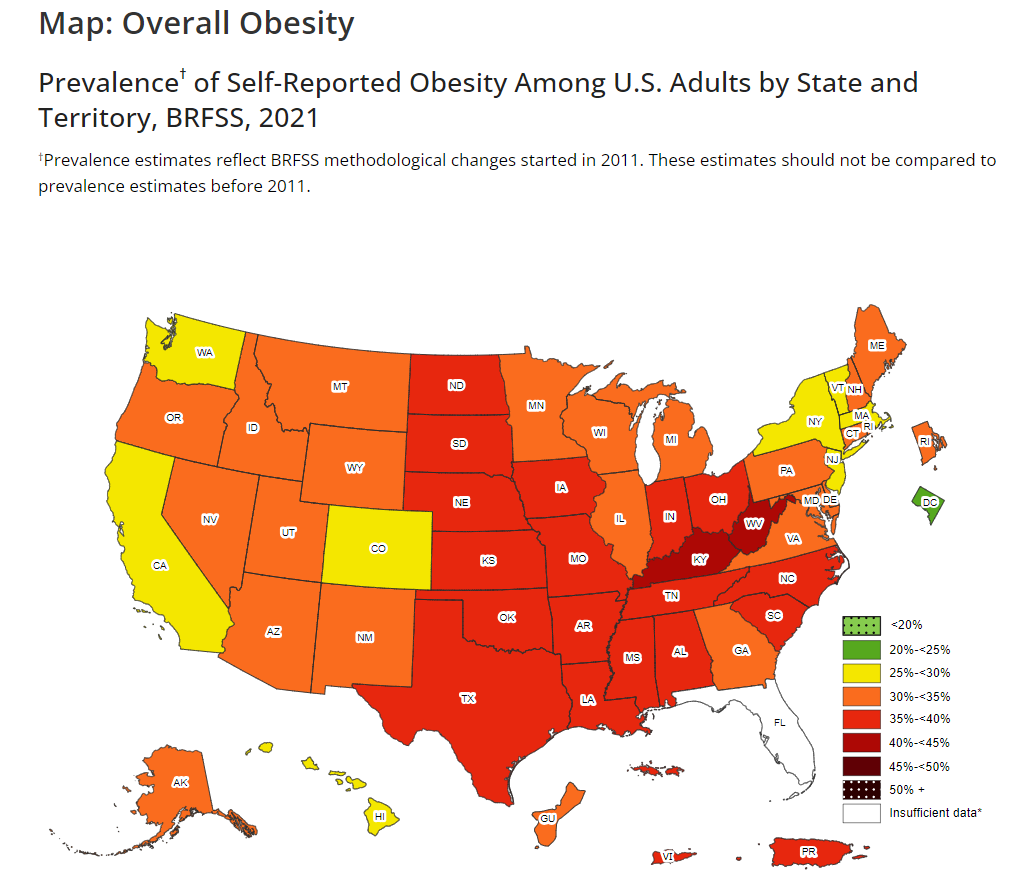 Map: Overall Obesity
Prevalence† of Self-Reported Obesity Among U.S. Adults by State and
Territory, BRFSS, 2021
†Prevalence estimates reflect BRFSS methodological changes started in 2011. These estimates should not be compared to
prevalence estimates before 2011.
ME
WA
VT NH
ND
MT
MN
OR
NY
MA
RI
ID
WI
CT
MI
RI
SD
NJ
WY
PA
IA
OH
NE
MD DE
DC
IL
IN
NV
WV
UT
VA
CO
MO
KS
KY
CA
NC
TN
OK
SC
AR
AZ
NM
GA
AL
MS
TX
LA
FL
<20%
20%-<25%
25%-<30%
30%-<35%
35%-<40%
40%-<45%
45%-<50%
50% +
Insufficient data*
AK
HI
GU
VI
PR